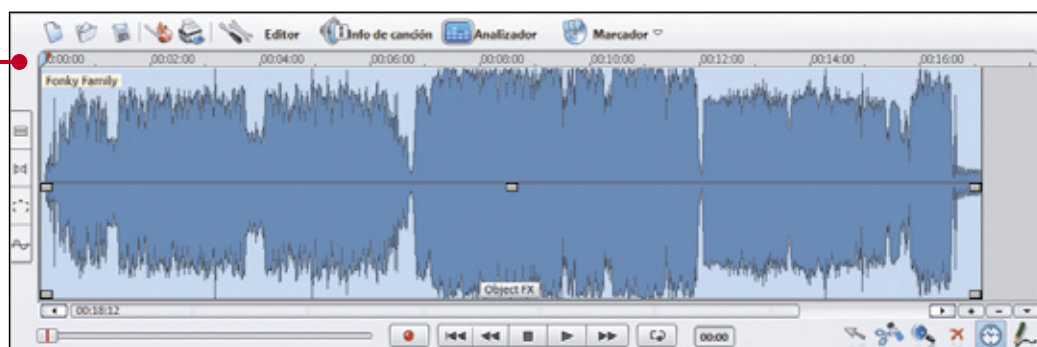 Editor Info de canción Analizador Marcador
00:00:00 00:02:00 00:04:00 00:06:00 00:08:00 00:10:00 00:12:00 00:14:00 00:16:00
Fonky Family
Object FX
00:18:12
00:00